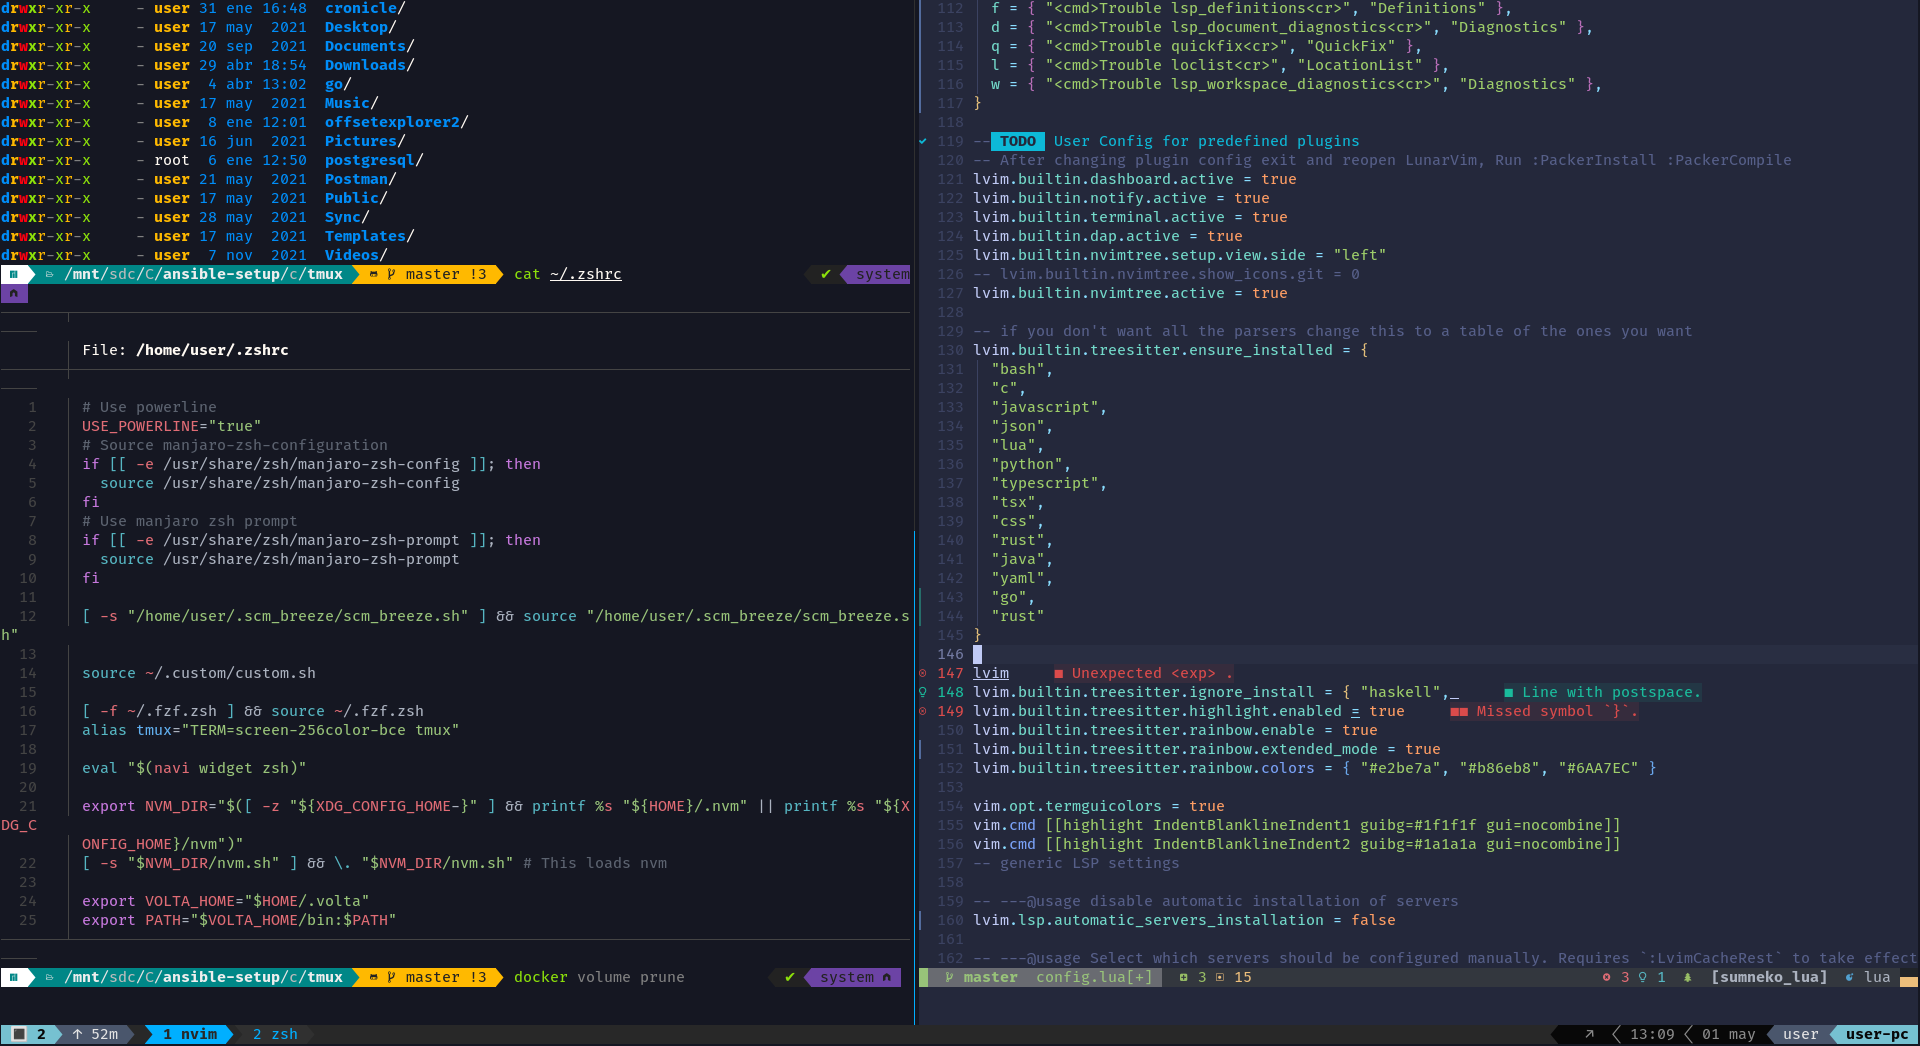 drwxr-xr-x     - user 31 ene 16:48  cronicle/
drwxr-xr-x     - user 17 may  2021  Desktop/
drwxr-xr-x     - user 20 sep  2021  Documents/
drwxr-xr-x     - user 29 abr 18:54  Downloads/
drwxr-xr-x     - user  4 abr 13:02  go/
drwxr-xr-x     - user 17 may  2021  Music/
drwxr-xr-x     - user  8 ene 12:01  offsetexplorer2/
drwxr-xr-x     - user 16 jun  2021  Pictures/
drwxr-xr-x     - root  6 ene 12:50  postgresql/
drwxr-xr-x     - user 21 may  2021  Postman/
drwxr-xr-x     - user 17 may  2021  Public/
drwxr-xr-x     - user 28 may  2021  Sync/
drwxr-xr-x     - user 17 may  2021  Templates/
drwxr-xr-x     - user  7 nov  2021  Videos/
/mnt/sdc/C/ansible-setup/c/tmux  master !3  cat ~/.zshrc  ✔  system
File: /home/user/.zshrc
1  # Use powerline
2  USE_POWERLINE="true"
3  # Source manjaro-zsh-configuration
4  if [[ -e /usr/share/zsh/manjaro-zsh-config ]]; then
5    source /usr/share/zsh/manjaro-zsh-config
6  fi
7  # Use manjaro zsh prompt
8  if [[ -e /usr/share/zsh/manjaro-zsh-prompt ]]; then
9    source /usr/share/zsh/manjaro-zsh-prompt
10  fi
11
12  [ -s "/home/user/.scm_breeze/scm_breeze.sh" ] && source "/home/user/.scm_breeze/scm_breeze.s
h"
13
14  source ~/.custom/custom.sh
15
16  [ -f ~/.fzf.zsh ] && source ~/.fzf.zsh
17  alias tmux="TERM=screen-256color-bce tmux"
18
19  eval "$(navi widget zsh)"
20
21  export NVM_DIR="$([ -z "${XDG_CONFIG_HOME-}" ] && printf %s "${HOME}/.nvm" || printf %s "${X
DG_C
ONFIG_HOME}/nvm")"
22  [ -s "$NVM_DIR/nvm.sh" ] && \. "$NVM_DIR/nvm.sh" # This loads nvm
23
24  export VOLTA_HOME="$HOME/.volta"
25  export PATH="$VOLTA_HOME/bin:$PATH"
/mnt/sdc/C/ansible-setup/c/tmux  master !3  docker volume prune  ✔  system
112  f = { "<cmd>Trouble lsp_definitions<cr>", "Definitions" },
113  d = { "<cmd>Trouble lsp_document_diagnostics<cr>", "Diagnostics" },
114  q = { "<cmd>Trouble quickfix<cr>", "QuickFix" },
115  l = { "<cmd>Trouble loclist<cr>", "LocationList" },
116  w = { "<cmd>Trouble lsp_workspace_diagnostics<cr>", "Diagnostics" },
117 }
118
119 -- TODO User Config for predefined plugins
120 -- After changing plugin config exit and reopen LunarVim, Run :PackerInstall :PackerCompile
121 lvim.builtin.dashboard.active = true
122 lvim.builtin.notify.active = true
123 lvim.builtin.terminal.active = true
124 lvim.builtin.dap.active = true
125 lvim.builtin.nvimtree.setup.view.side = "left"
126 -- lvim.builtin.nvimtree.show_icons.git = 0
127 lvim.builtin.nvimtree.active = true
128
129 -- if you don't want all the parsers change this to a table of the ones you want
130 lvim.builtin.treesitter.ensure_installed = {
131   "bash",
132   "c",
133   "javascript",
134   "json",
135   "lua",
136   "python",
137   "typescript",
138   "tsx",
139   "css",
140   "rust",
141   "java",
142   "yaml",
143   "go",
144   "rust"
145 }
146
147 lvim     ■ Unexpected <exp> .
148 lvim.builtin.treesitter.ignore_install = { "haskell",_     ■ Line with postspace.
149 lvim.builtin.treesitter.highlight.enabled = true     ■■ Missed symbol `}`.
150 lvim.builtin.treesitter.rainbow.enable = true
151 lvim.builtin.treesitter.rainbow.extended_mode = true
152 lvim.builtin.treesitter.rainbow.colors = { "#e2be7a", "#b86eb8", "#6AA7EC" }
153
154 vim.opt.termguicolors = true
155 vim.cmd [[highlight IndentBlanklineIndent1 guibg=#1f1f1f gui=nocombine]]
156 vim.cmd [[highlight IndentBlanklineIndent2 guibg=#1a1a1a gui=nocombine]]
157 -- generic LSP settings
158
159 -- ---@usage disable automatic installation of servers
160 lvim.lsp.automatic_servers_installation = false
161
162 -- ---@usage Select which servers should be configured manually. Requires `:LvimCacheRest` to take effect
master  config.lua[+]  3  15  3  1  [sumneko_lua]  lua
2  ↑ 52m  1 nvim  2 zsh  ↗  13:09  01 may  user  user-pc